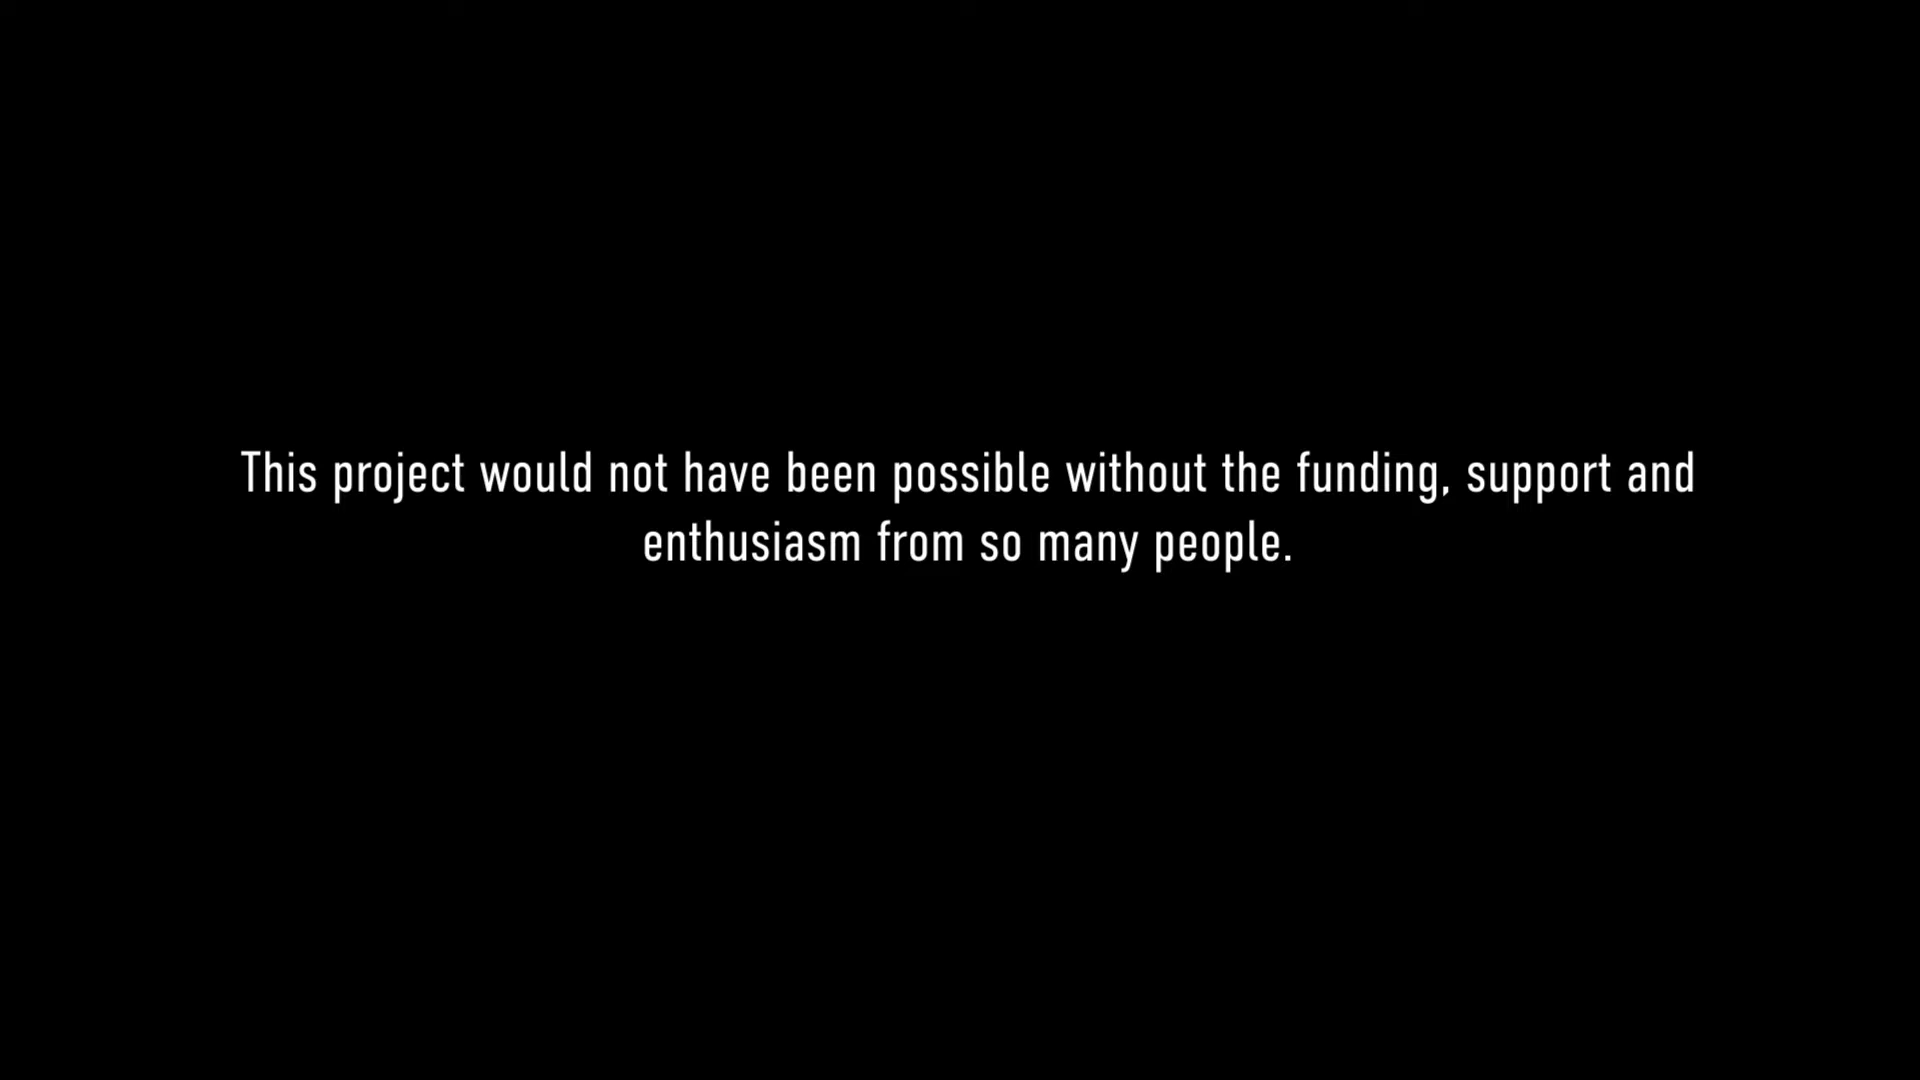 This project would not have been possible without the funding, support and
enthusiasm from so many people.